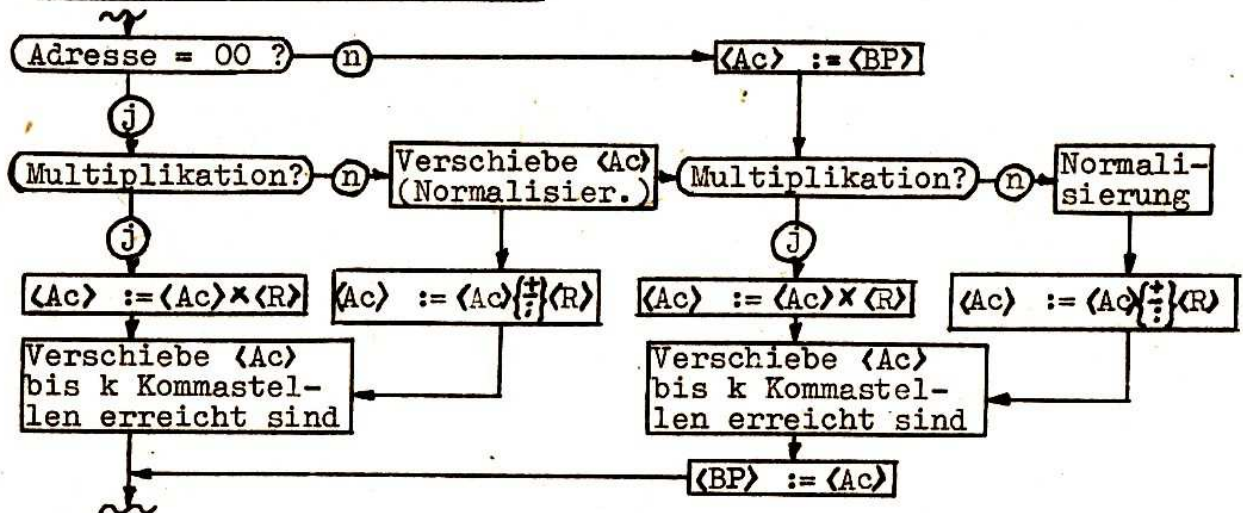 Adresse = 00 ?
n
⟨Ac⟩ := ⟨BP⟩
j
Multiplikation?
n
Verschiebe ⟨Ac⟩
(Normalisier.)
Multiplikation?
n
Normali-
sierung
j
j
⟨Ac⟩ := ⟨Ac⟩×⟨R⟩
⟨Ac⟩ := ⟨Ac⟩{+ - :}⟨R⟩
⟨Ac⟩ := ⟨Ac⟩×⟨R⟩
⟨Ac⟩ := ⟨Ac⟩{+ - :}⟨R⟩
Verschiebe ⟨Ac⟩
bis k Kommastel-
len erreicht sind
Verschiebe ⟨Ac⟩
bis k Kommastel-
len erreicht sind
⟨BP⟩ := ⟨Ac⟩